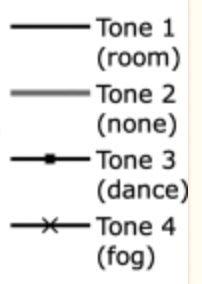 Tone 1
(room)
Tone 2
(none)
Tone 3
(dance)
Tone 4
(fog)